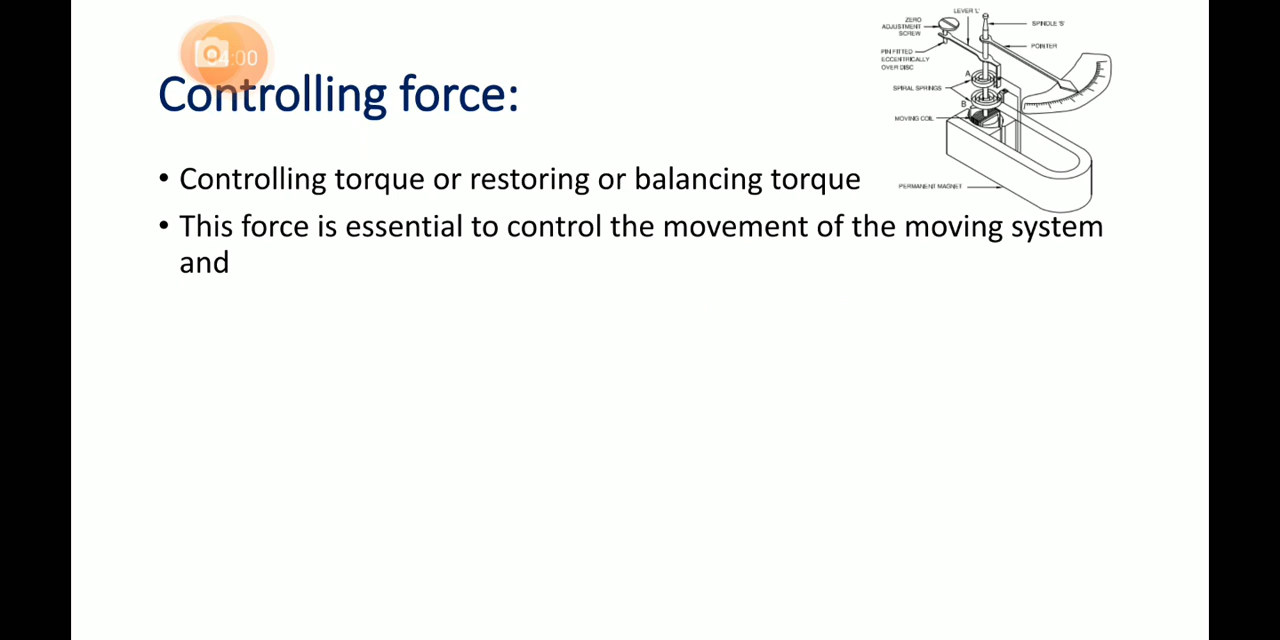 LEVER 'L'
ZERO
ADJUSTMENT
SCREW
SPINDLE 'S'
PIN FITTED
ECCENTRICALLY
OVER DISC
POINTER
A
SPIRAL SPRINGS
B
MOVING COIL
PERMANENT MAGNET
4:00
Controlling force:
• Controlling torque or restoring or balancing torque
• This force is essential to control the movement of the moving system
and